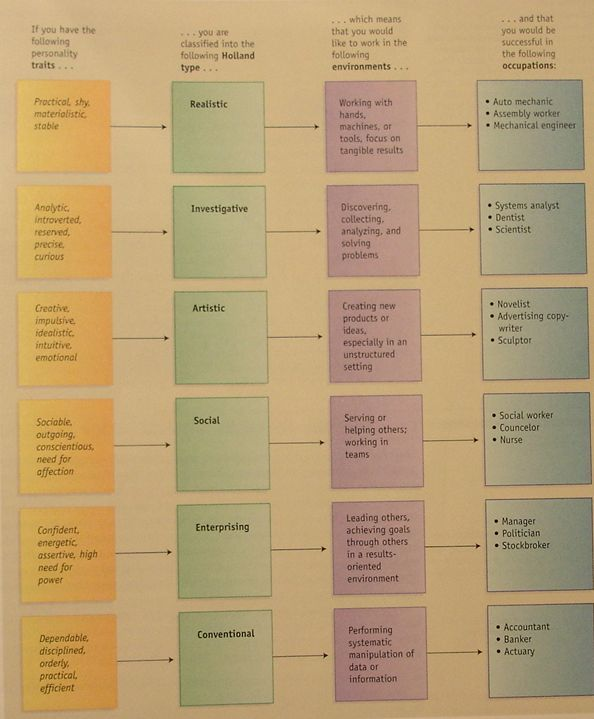 If you have the
following
personality
traits . . .
. . . you are
classified into the
following Holland
type . . .
. . . which means
that you would
like to work in the
following
environments . . .
. . . and that
you would be
successful in
the following
occupations:
Practical, shy,
materialistic,
stable
Realistic
Working with
hands,
machines, or
tools, focus on
tangible results
• Auto mechanic
• Assembly worker
• Mechanical engineer
Analytic,
introverted,
reserved,
precise,
curious
Investigative
Discovering,
collecting,
analyzing, and
solving
problems
• Systems analyst
• Dentist
• Scientist
Creative,
impulsive,
idealistic,
intuitive,
emotional
Artistic
Creating new
products or
ideas,
especially in an
unstructured
setting
• Novelist
• Advertising copy-
writer
• Sculptor
Sociable,
outgoing,
conscientious,
need for
affection
Social
Serving or
helping others;
working in
teams
• Social worker
• Councelor
• Nurse
Confident,
energetic,
assertive, high
need for
power
Enterprising
Leading others,
achieving goals
through others
in a results-
oriented
environment
• Manager
• Politician
• Stockbroker
Dependable,
disciplined,
orderly,
practical,
efficient
Conventional
Performing
systematic
manipulation of
data or
information
• Accountant
• Banker
• Actuary